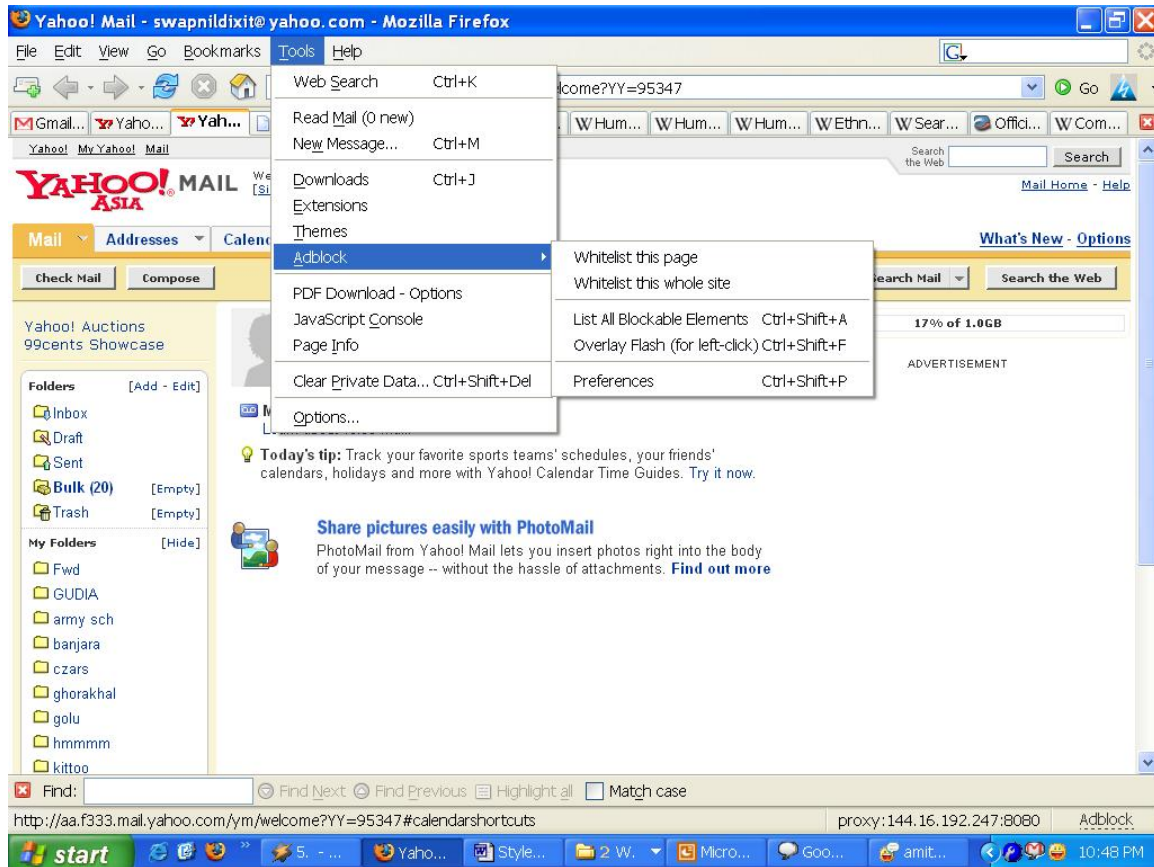 Yahoo! Mail - swapnildixit@yahoo.com - Mozilla Firefox
File Edit View Go Bookmarks Tools Help
Web Search Ctrl+K
Read Mail (0 new)
New Message... Ctrl+M
Downloads Ctrl+J
Extensions
Themes
Adblock
PDF Download - Options
JavaScript Console
Page Info
Clear Private Data... Ctrl+Shift+Del
Options...
Whitelist this page
Whitelist this whole site
List All Blockable Elements Ctrl+Shift+A
Overlay Flash (for left-click) Ctrl+Shift+F
Preferences Ctrl+Shift+P
lcome?YY=95347 Go
Gmail... Yaho... Yah... Hum... Hum... Hum... Ethn... Sear... Offici... Com...
Yahoo! My Yahoo! Mail
Search the Web Search
YAHOO! MAIL
ASIA
Mail Home - Help
Mail Addresses Calend
What's New - Options
Check Mail Compose
Search Mail Search the Web
Yahoo! Auctions
99cents Showcase
17% of 1.0GB
ADVERTISEMENT
Folders [Add - Edit]
Inbox
Draft
Sent
Bulk (20) [Empty]
Trash [Empty]
My Folders [Hide]
Fwd
GUDIA
army sch
banjara
czars
ghorakhal
golu
hmmmm
kittoo
Today's tip: Track your favorite sports teams' schedules, your friends'
calendars, holidays and more with Yahoo! Calendar Time Guides. Try it now.
Share pictures easily with PhotoMail
PhotoMail from Yahoo! Mail lets you insert photos right into the body
of your message -- without the hassle of attachments. Find out more
Find: Find Next Find Previous Highlight all Match case
http://aa.f333.mail.yahoo.com/ym/welcome?YY=95347#calendarshortcuts proxy:144.16.192.247:8080 Adblock
start 5. - ... Yaho... Style... 2 W. Micro... Goo... amit... 10:48 PM